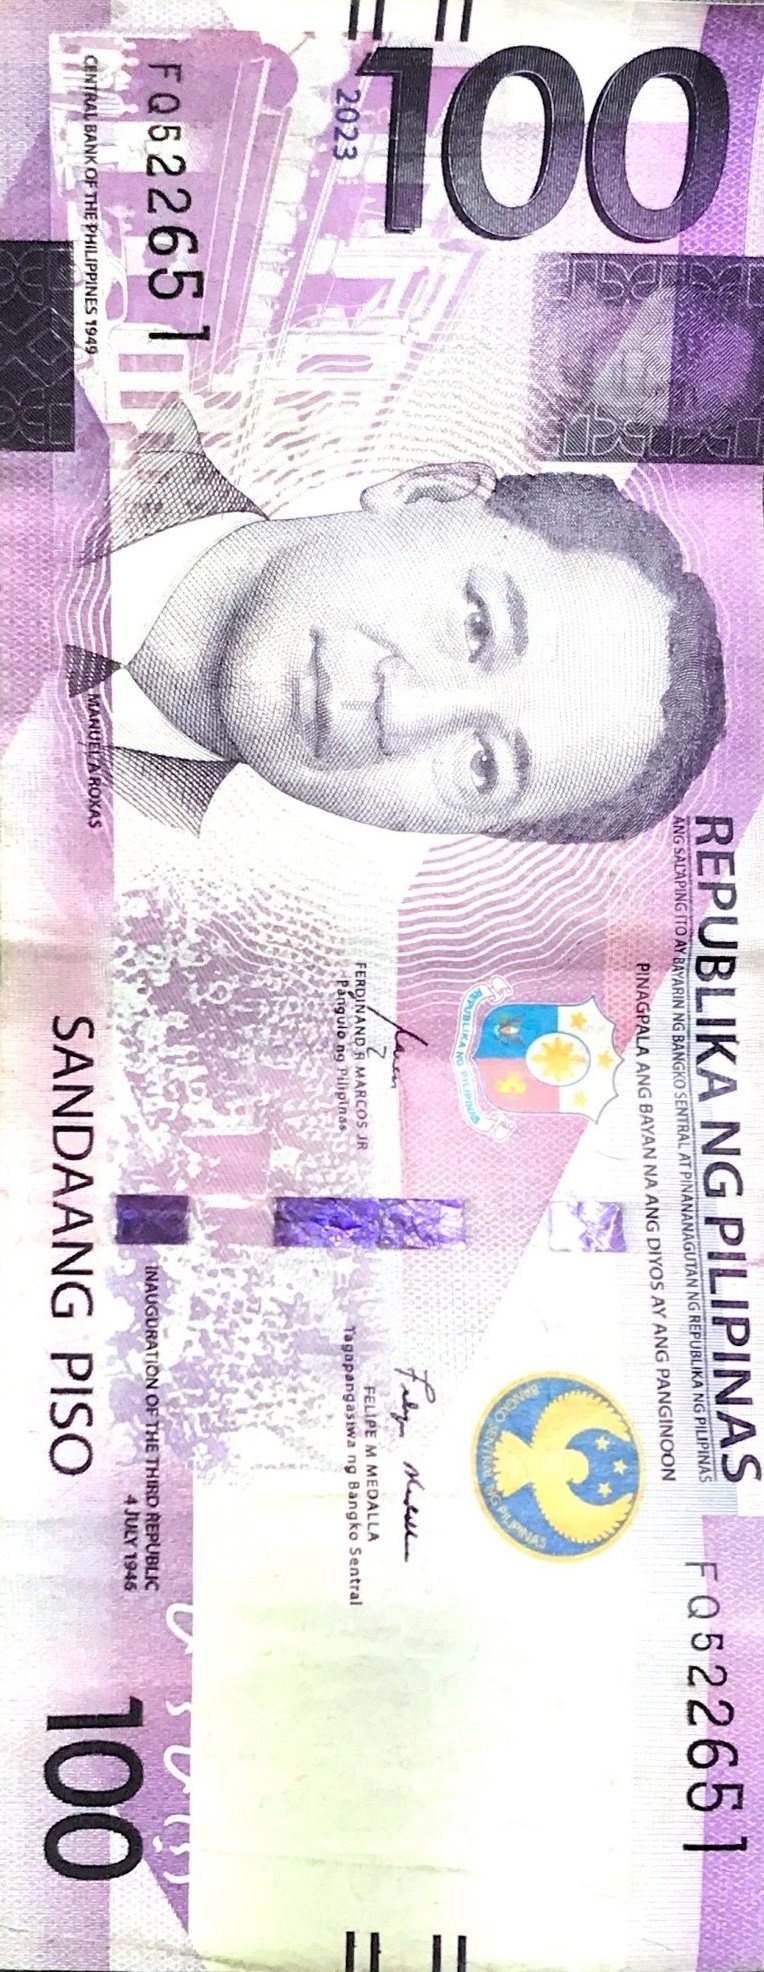 100
2023
FQ522651
CENTRAL BANK OF THE PHILIPPINES 1949
MANUEL A ROXAS
REPUBLIKA NG PILIPINAS
ANG SALAPING ITO AY BAYARIN NG BANGKO SENTRAL AT PINANANAGUTAN NG REPUBLIKA NG PILIPINAS
PINAGPALA ANG BAYAN NA ANG DIYOS AY ANG PANGINOON
REPUBLIKA NG PILIPINAS
FERDINAND R MARCOS JR
Pangulo ng Pilipinas
BANGKO SENTRAL NG PILIPINAS
FELIPE M MEDALLA
Tagapangasiwa ng Bangko Sentral
FQ522651
INAUGURATION OF THE THIRD REPUBLIC
4 JULY 1946
SANDAANG PISO
100